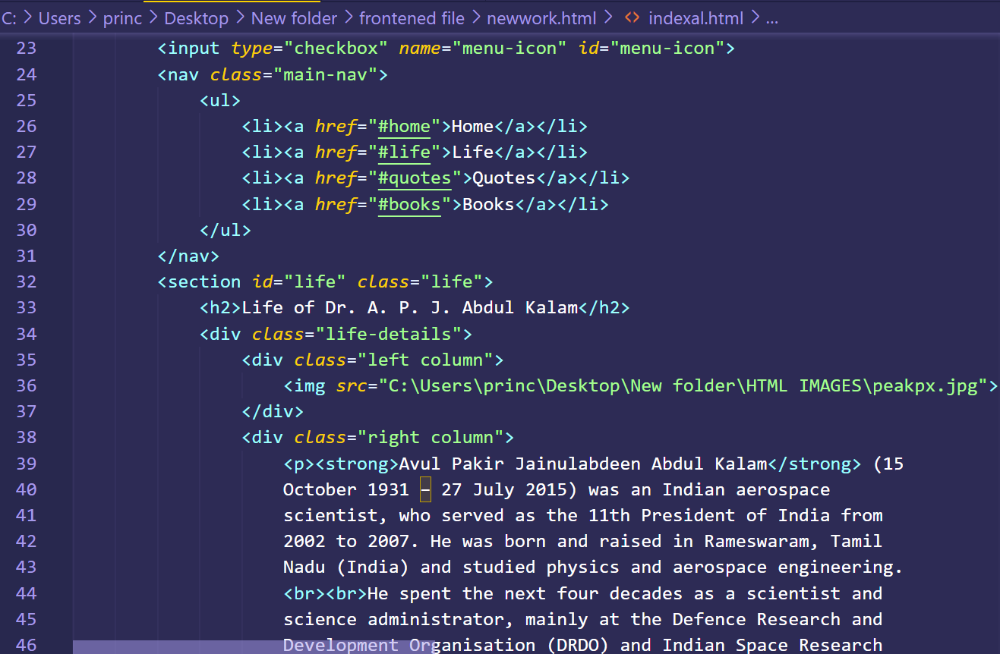 C: > Users > princ > Desktop > New folder > frontened file > newwork.html > <> indexal.html > ...
23 <input type="checkbox" name="menu-icon" id="menu-icon">
24 <nav class="main-nav">
25 <ul>
26 <li><a href="#home">Home</a></li>
27 <li><a href="#life">Life</a></li>
28 <li><a href="#quotes">Quotes</a></li>
29 <li><a href="#books">Books</a></li>
30 </ul>
31 </nav>
32 <section id="life" class="life">
33 <h2>Life of Dr. A. P. J. Abdul Kalam</h2>
34 <div class="life-details">
35 <div class="left column">
36 <img src="C:\Users\princ\Desktop\New folder\HTML IMAGES\peakpx.jpg">
37 </div>
38 <div class="right column">
39 <p><strong>Avul Pakir Jainulabdeen Abdul Kalam</strong> (15
40 October 1931 – 27 July 2015) was an Indian aerospace
41 scientist, who served as the 11th President of India from
42 2002 to 2007. He was born and raised in Rameswaram, Tamil
43 Nadu (India) and studied physics and aerospace engineering.
44 <br><br>He spent the next four decades as a scientist and
45 science administrator, mainly at the Defence Research and
46 Development Organisation (DRDO) and Indian Space Research